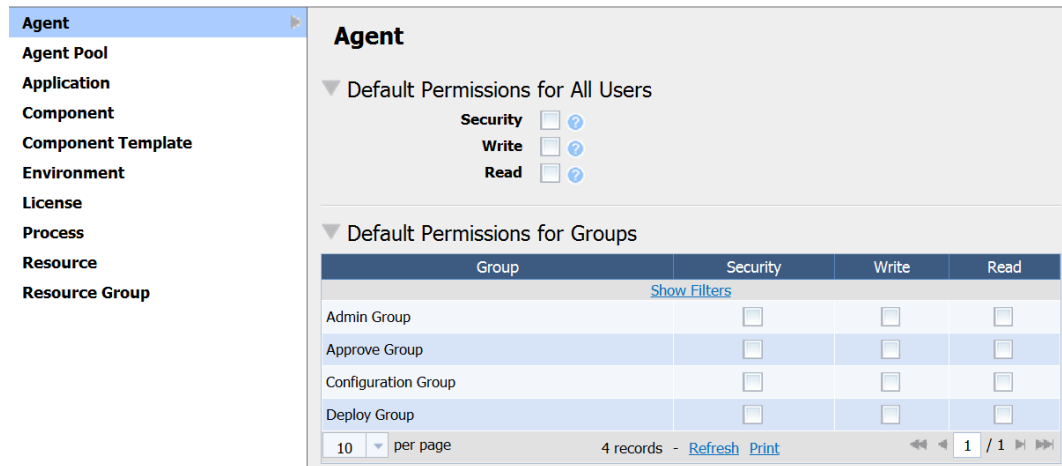 Agent
Agent Pool
Application
Component
Component Template
Environment
License
Process
Resource
Resource Group
Agent
Default Permissions for All Users
Security ?
Write ?
Read ?
Default Permissions for Groups
Group Security Write Read
Show Filters
Admin Group
Approve Group
Configuration Group
Deploy Group
10 per page 4 records - Refresh Print 1 / 1